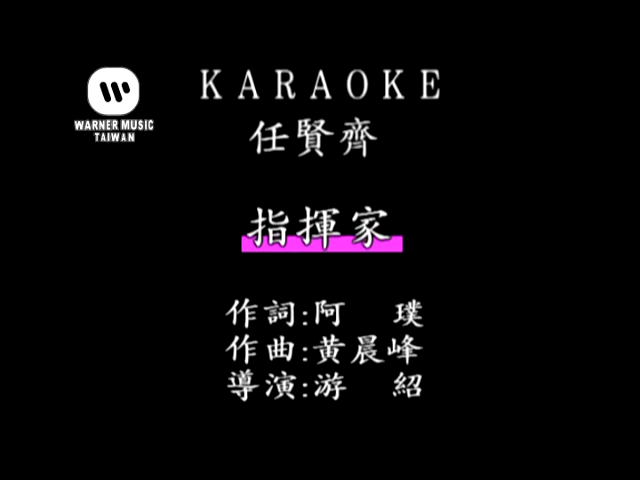 KARAOKE
WARNER MUSIC
TAIWAN
任賢齊
指揮家
作詞:阿 璞
作曲:黃晨峰
導演:游 紹